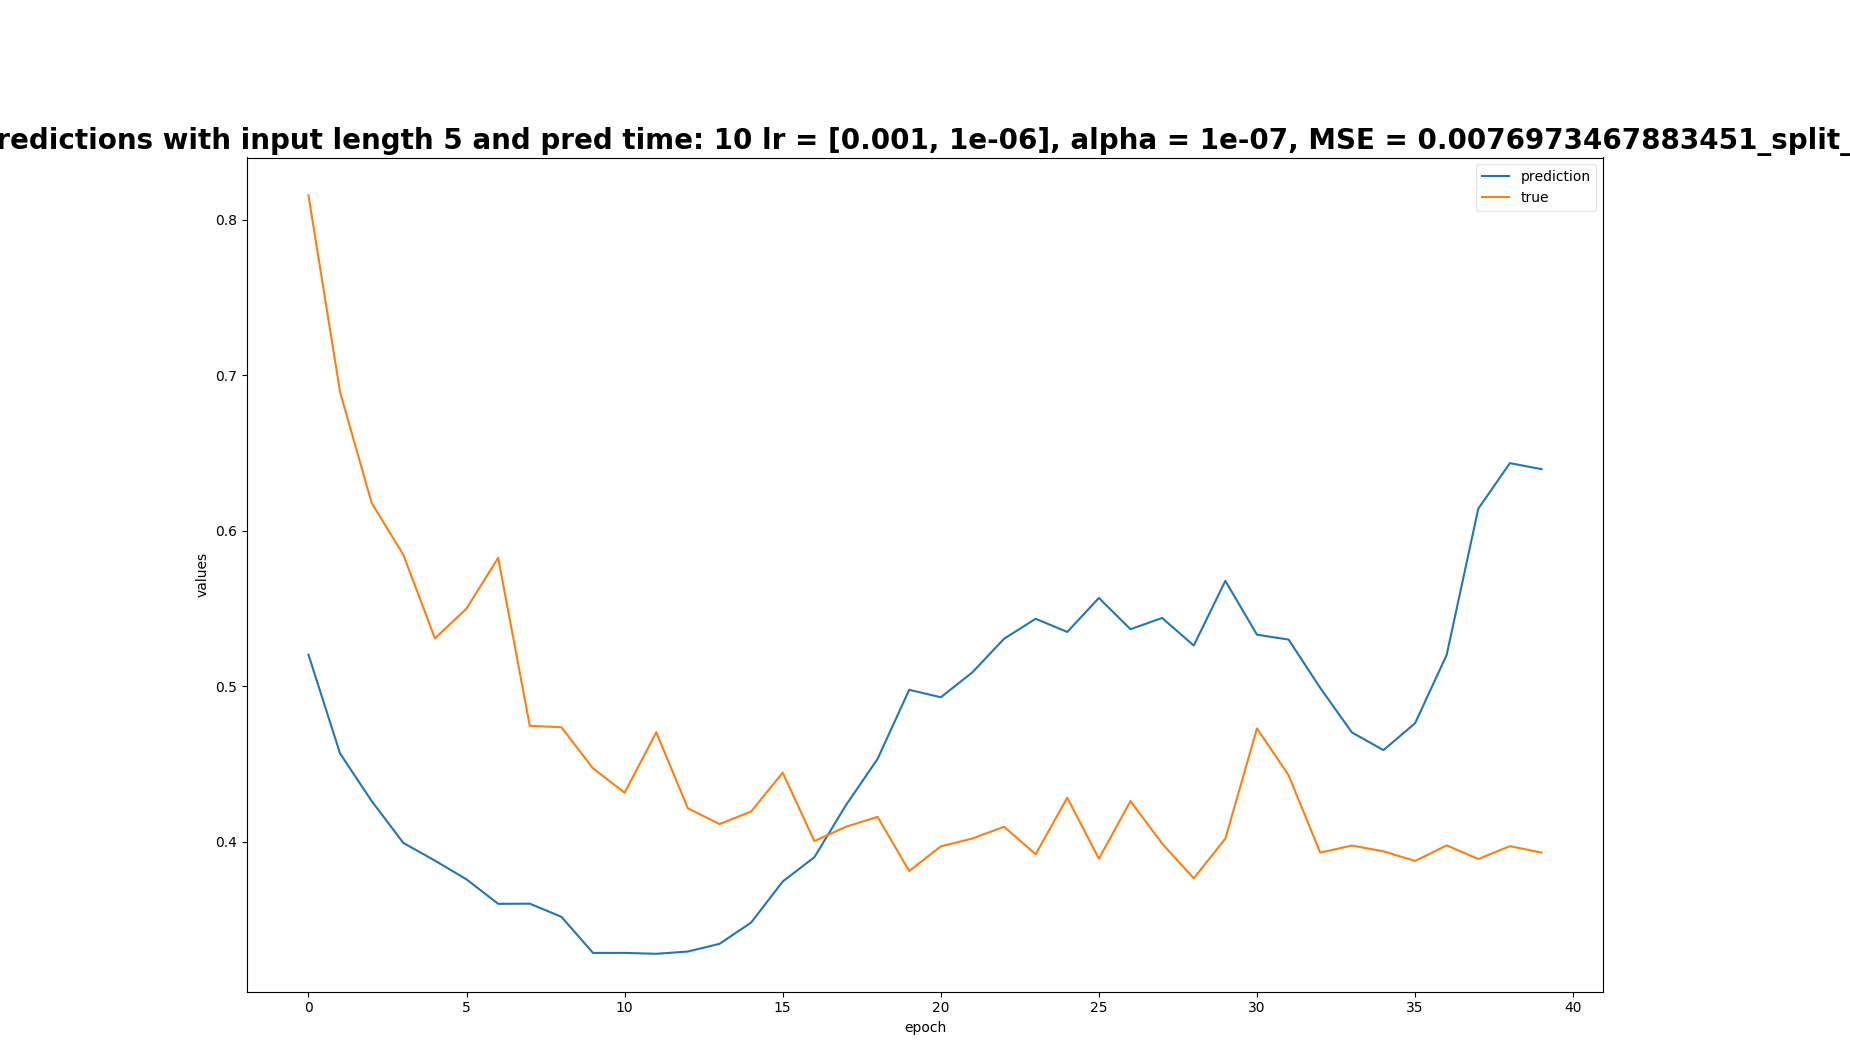 redictions with input length 5 and pred time: 10 lr = [0.001, 1e-06], alpha = 1e-07, MSE = 0.0076973467883451_split_
prediction
true
0.8
0.7
0.6
0.5
0.4
values
0 5 10 15 20 25 30 35 40
epoch